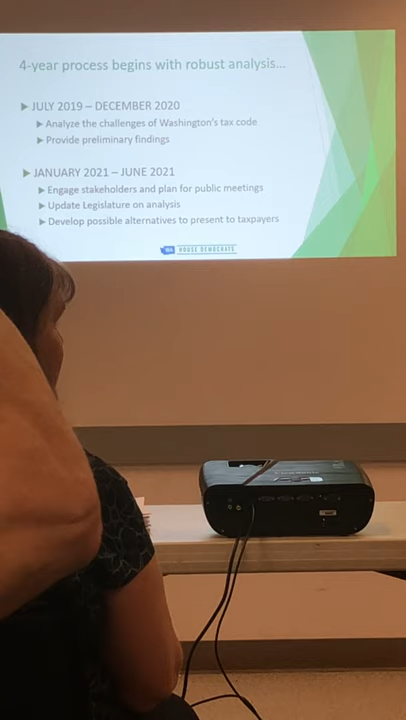 4-year process begins with robust analysis...
JULY 2019 – DECEMBER 2020
Analyze the challenges of Washington's tax code
Provide preliminary findings
JANUARY 2021 – JUNE 2021
Engage stakeholders and plan for public meetings
Update Legislature on analysis
Develop possible alternatives to present to taxpayers
HOUSE DEMOCRATS